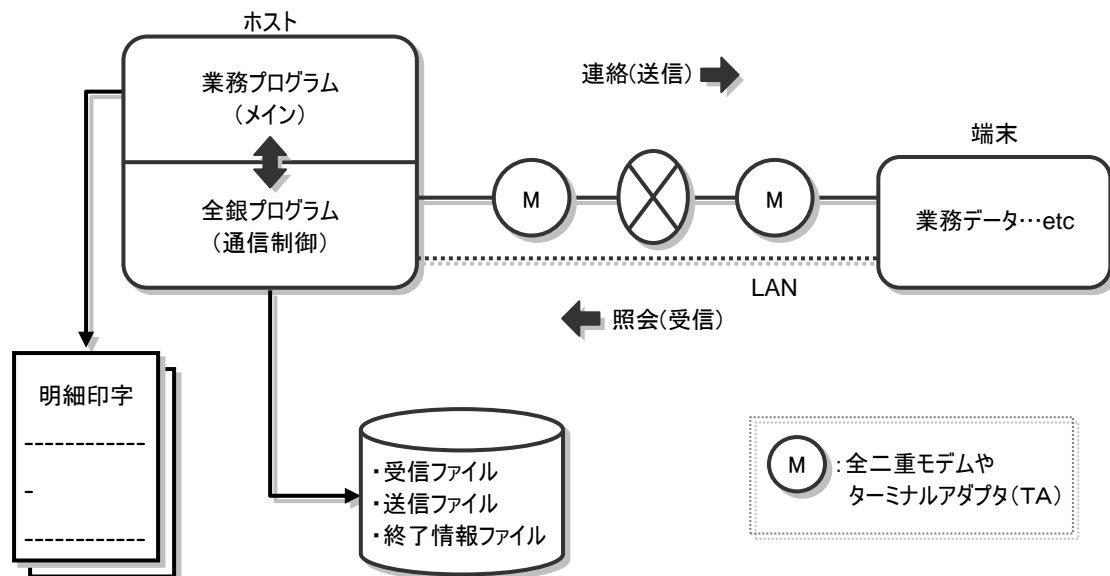 ホスト
業務プログラム
(メイン)
全銀プログラム
(通信制御)
連絡(送信)
端末
M
M
業務データ…etc
LAN
照会(受信)
明細印字
-------------
-
-------------
・受信ファイル
・送信ファイル
・終了情報ファイル
M
:全二重モデムや
ターミナルアダプタ(TA)